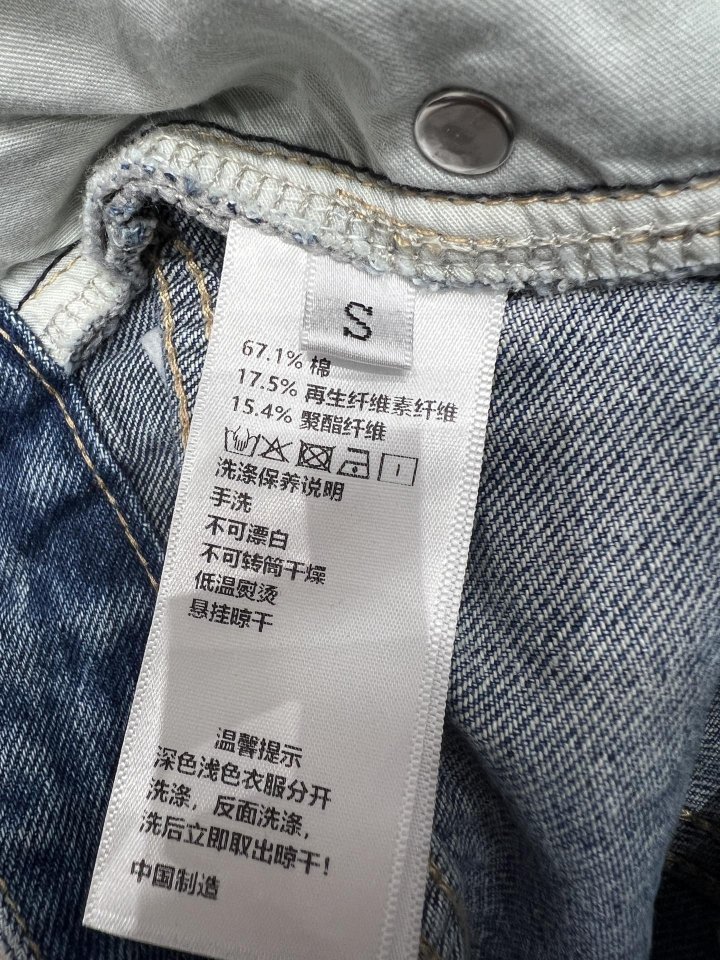 S
67.1% 棉
17.5% 再生纤维素纤维
15.4% 聚酯纤维
洗涤保养说明
手洗
不可漂白
不可转筒干燥
低温熨烫
悬挂晾干
温馨提示
深色浅色衣服分开
洗涤，反面洗涤，
洗后立即取出晾干！
中国制造